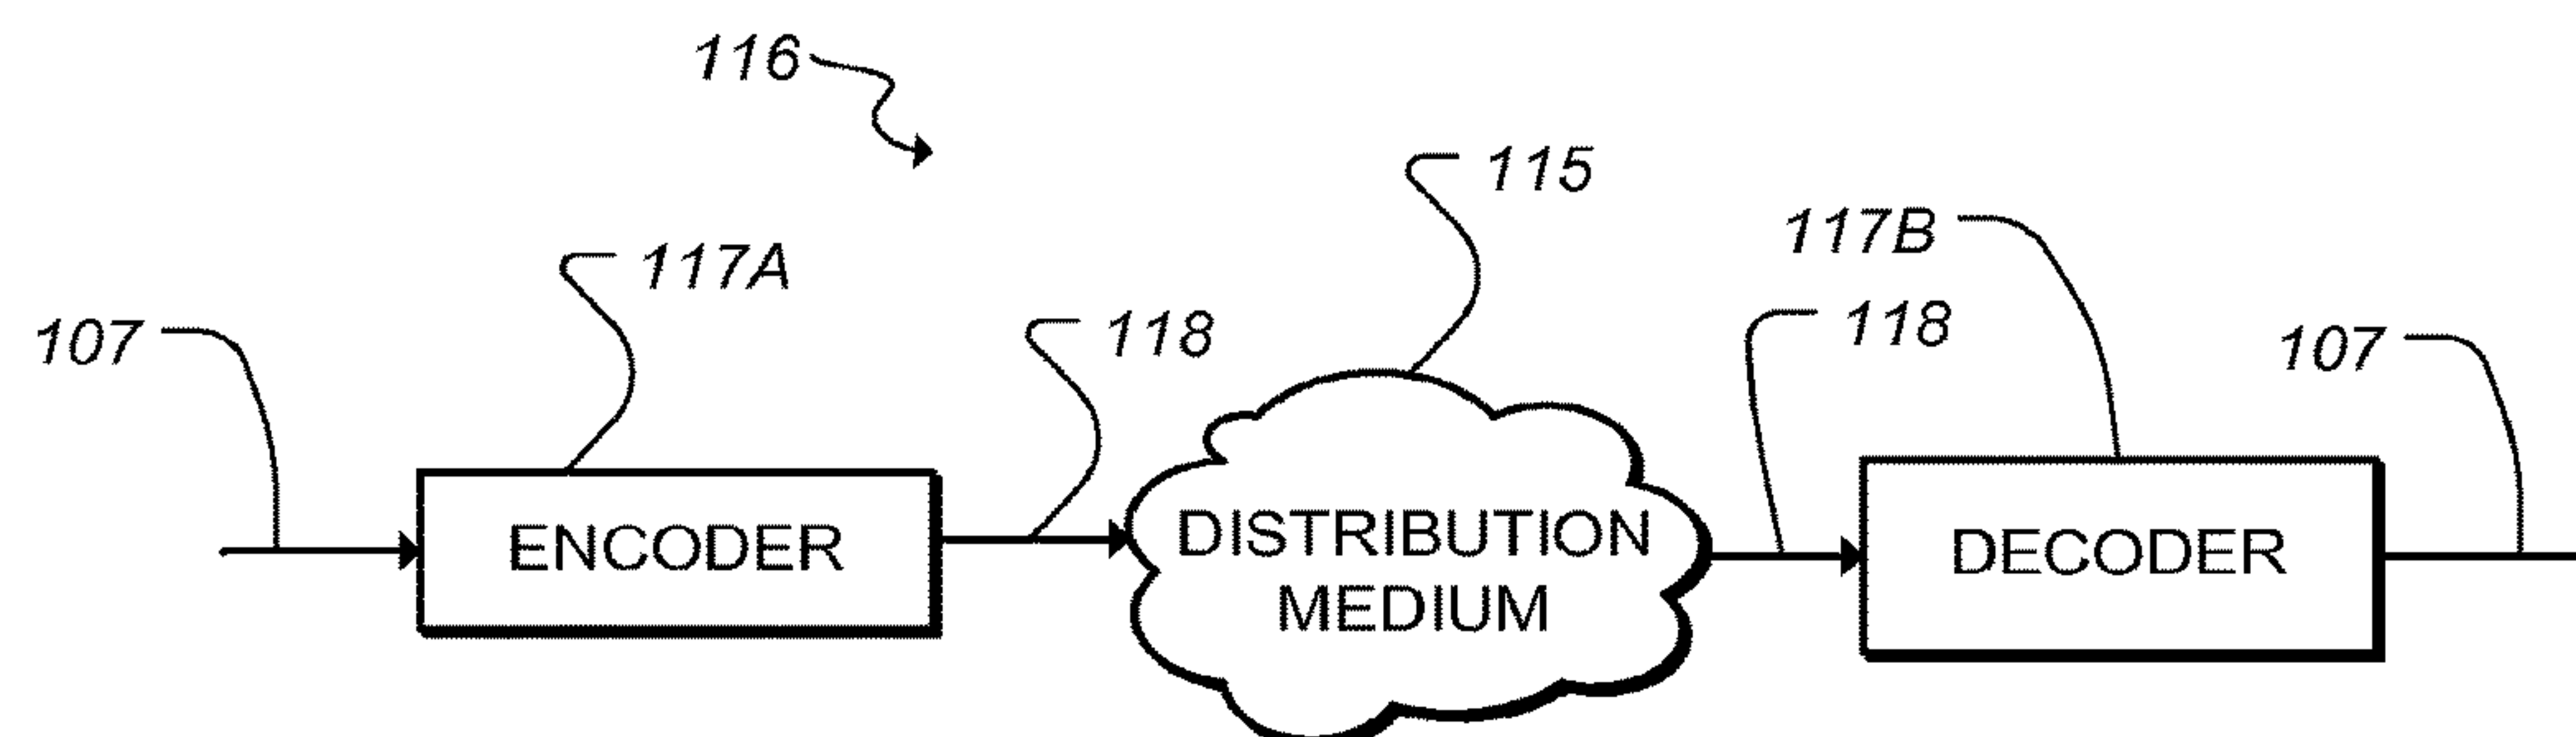 116
115
117B
117A
118
118
107
107
ENCODER
DISTRIBUTION
MEDIUM
DECODER